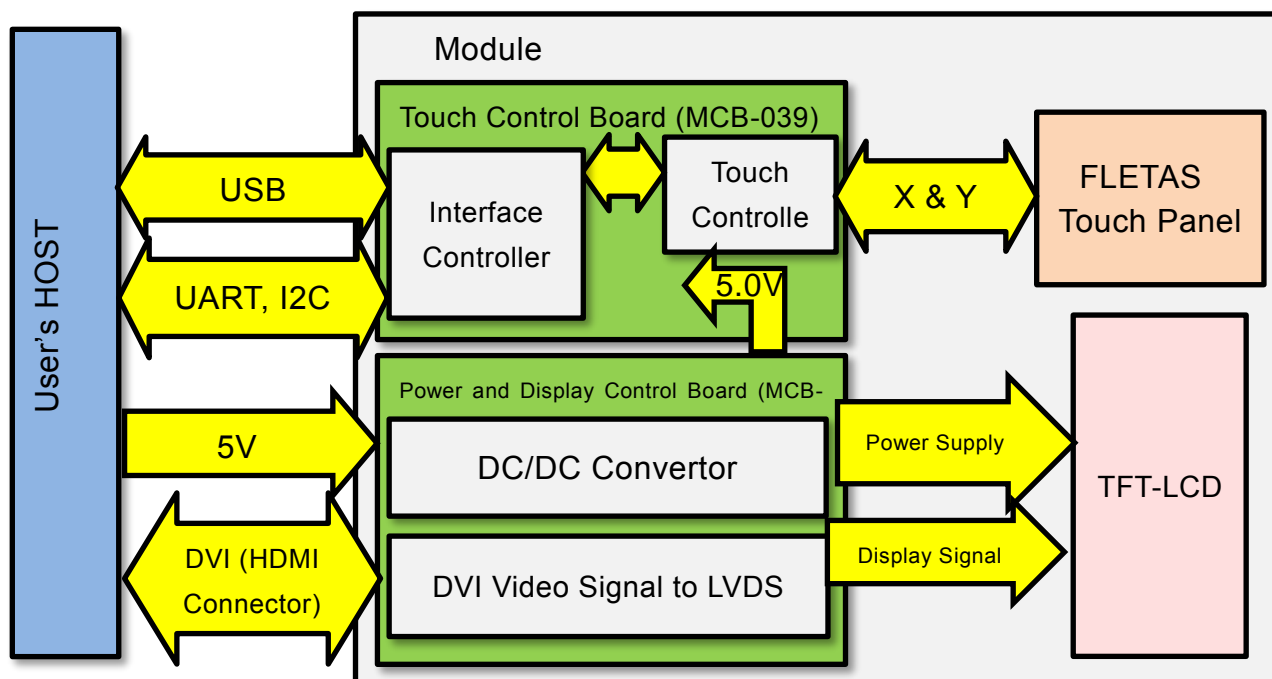 Module
Touch Control Board (MCB-039)
USB
Interface
Controller
Touch
Controlle
X & Y
FLETAS
Touch Panel
UART, I2C
5.0V
User's HOST
Power and Display Control Board (MCB-
5V
DC/DC Convertor
Power Supply
TFT-LCD
DVI (HDMI
Connector)
DVI Video Signal to LVDS
Display Signal